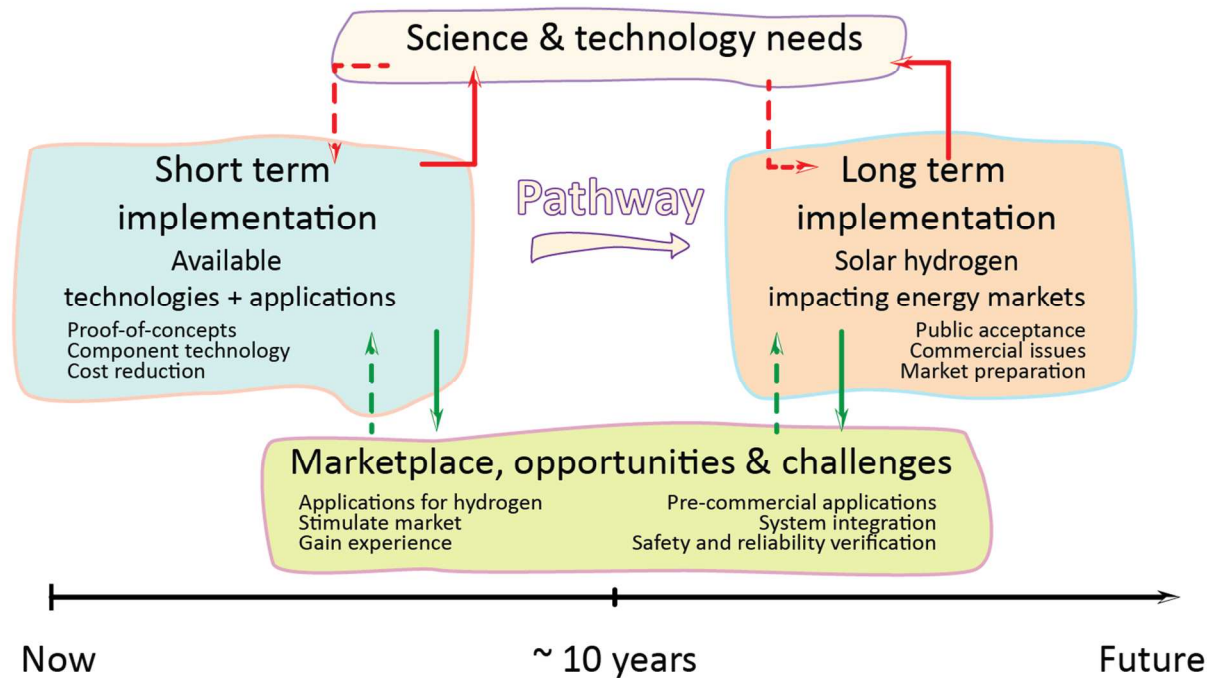 Science & technology needs
Short term
implementation
Available
technologies + applications
Proof-of-concepts
Component technology
Cost reduction
Pathway
Long term
implementation
Solar hydrogen
impacting energy markets
Public acceptance
Commercial issues
Market preparation
Marketplace, opportunities & challenges
Applications for hydrogen
Stimulate market
Gain experience
Pre-commercial applications
System integration
Safety and reliability verification
Now
~ 10 years
Future